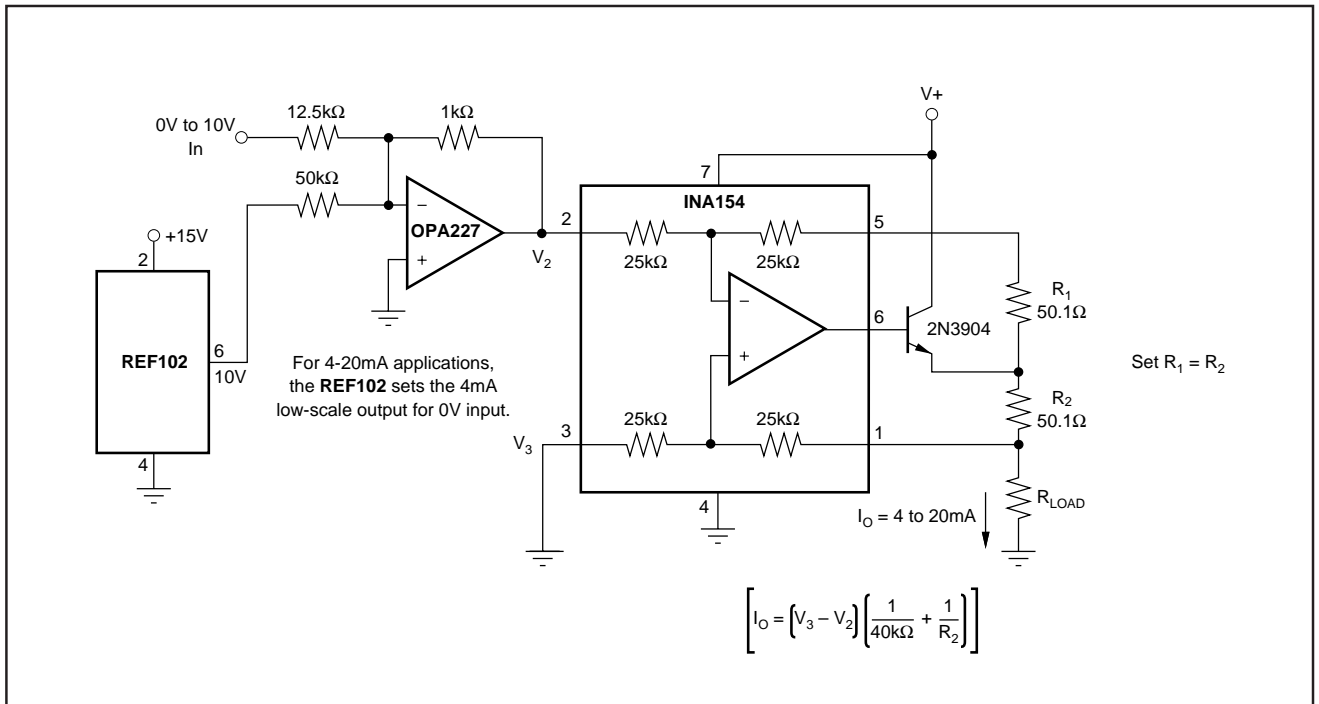 V+
12.5kΩ
1kΩ
0V to 10V
In
7
50kΩ
INA154
–
OPA227
+
2
5
V2
+15V
2
25kΩ
25kΩ
R1
50.1Ω
–
6
2N3904
+
REF102
6
10V
For 4-20mA applications,
the REF102 sets the 4mA
low-scale output for 0V input.
Set R1 = R2
R2
50.1Ω
25kΩ
25kΩ
V3
3
1
4
4
RLOAD
IO = 4 to 20mA
[IO = (V3 – V2) (1/40kΩ + 1/R2)]